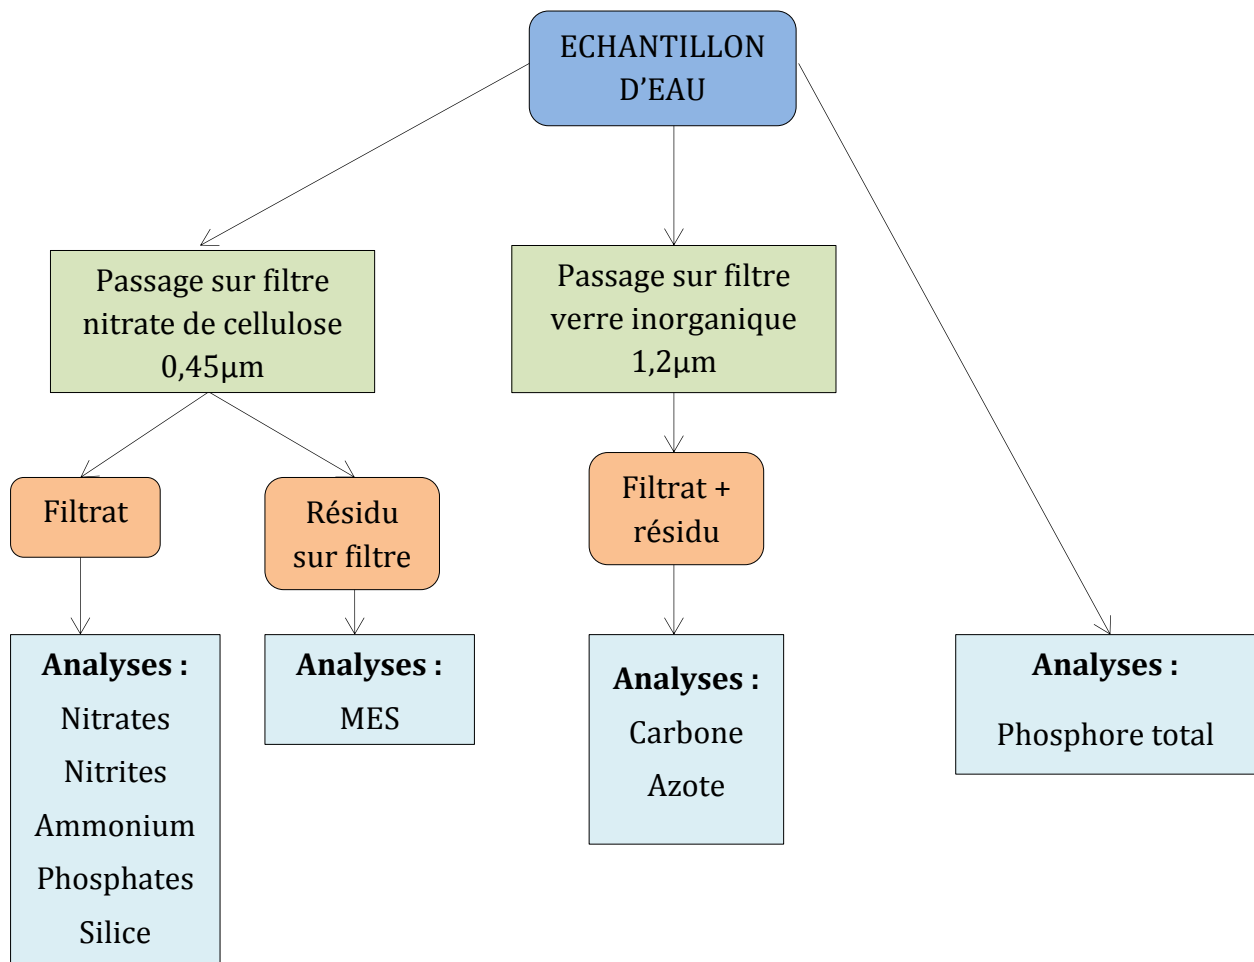 ECHANTILLON
D’EAU
Passage sur filtre
nitrate de cellulose
0,45µm
Passage sur filtre
verre inorganique
1,2µm
Filtrat
Résidu
sur filtre
Filtrat +
résidu
Analyses :
Nitrates
Nitrites
Ammonium
Phosphates
Silice
Analyses :
MES
Analyses :
Carbone
Azote
Analyses :
Phosphore total